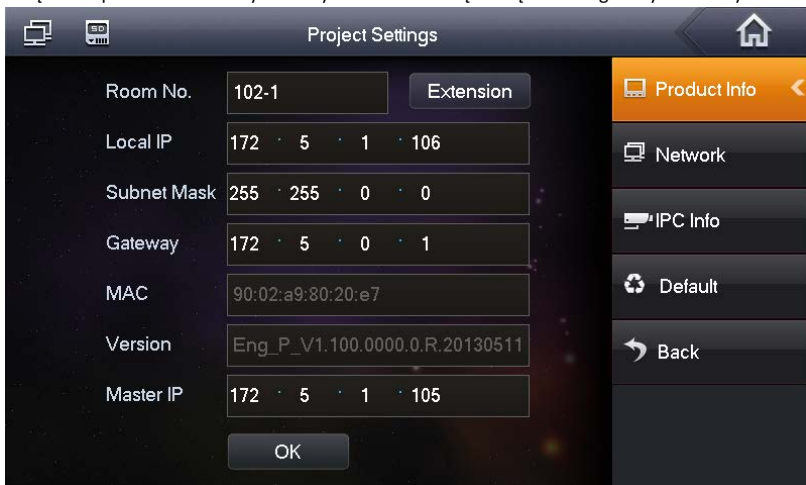 SD
Project Settings
Room No. 102-1 Extension
Local IP 172 . 5 . 1 . 106
Subnet Mask 255 . 255 . 0 . 0
Gateway 172 . 5 . 0 . 1
MAC 90:02:a9:80:20:e7
Version Eng_P_V1.100.0000.0.R.20130511
Master IP 172 . 5 . 1 . 105
OK
Product Info
Network
IPC Info
Default
Back